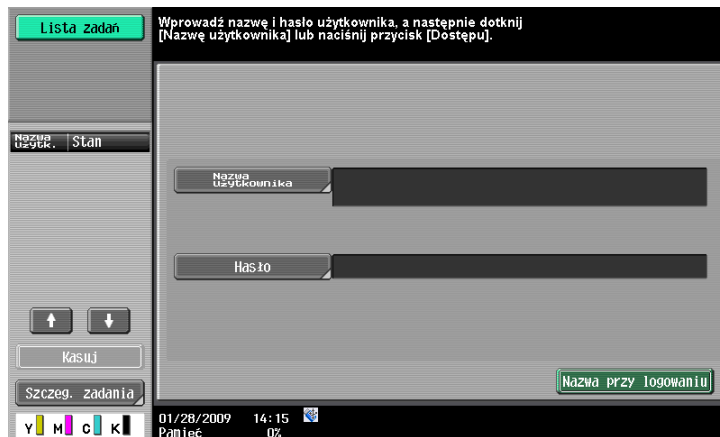 Lista zadań
Wprowadź nazwę i hasło użytkownika, a następnie dotknij
[Nazwę użytkownika] lub naciśnij przycisk [Dostępu].
Nazwa
użytk.
Stan
Nazwa
użytkownika
Hasło
Kasuj
Szczeg. zadania
Nazwa przy logowaniu
Y M C K
01/28/2009 14:15
Pamięć 0%